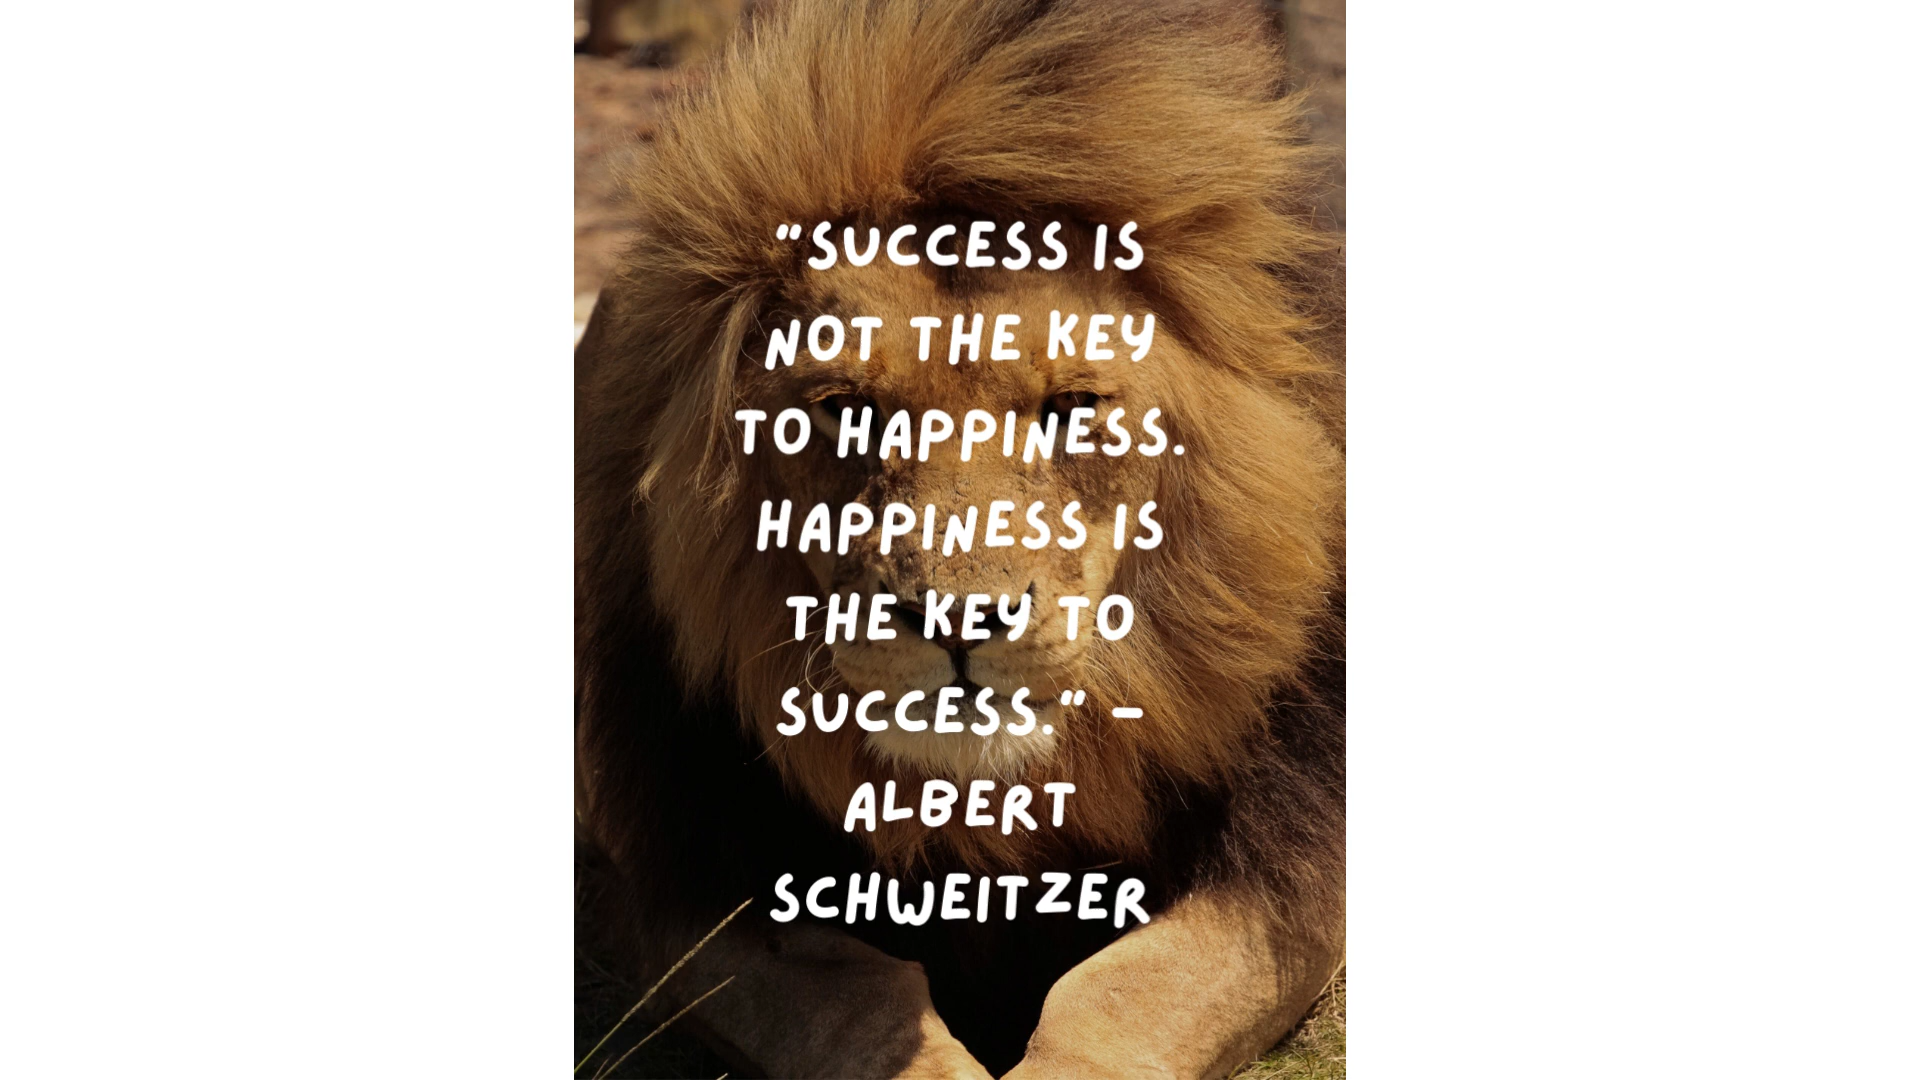 "SUCCESS IS
NOT THE KEY
TO HAPPINESS.
HAPPINESS IS
THE KEY TO
SUCCESS." –
ALBERT
SCHWEITZER